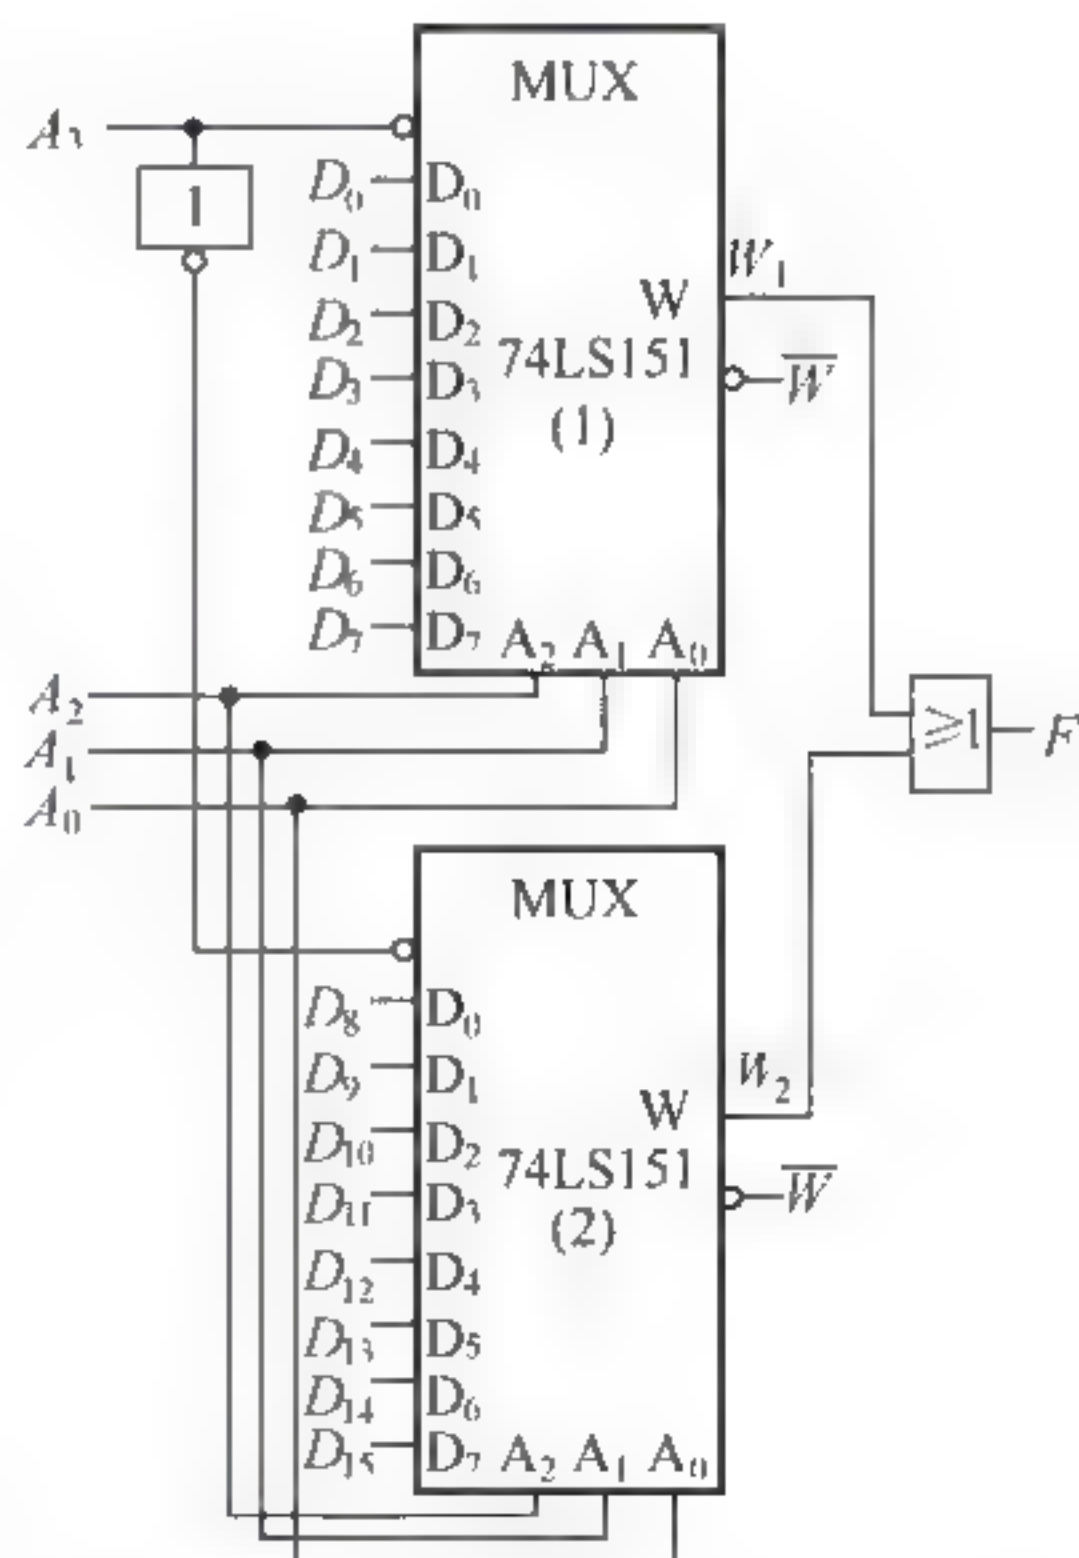 MUX
A₃
1
D₀ D₀
D₁ D₁
W₁
D₂ D₂ W
D₃ D₃ 74LS151 W̅
D₄ D₄ (1)
D₅ D₅
D₆ D₆
D₇ D₇ A₂ A₁ A₀
A₂
A₁
A₀
≥1 F
MUX
D₈ D₀
D₉ D₁ W₂
D₁₀ D₂ W
D₁₁ D₃ 74LS151 W̅
(2)
D₁₂ D₄
D₁₃ D₅
D₁₄ D₆
D₁₅ D₇ A₂ A₁ A₀